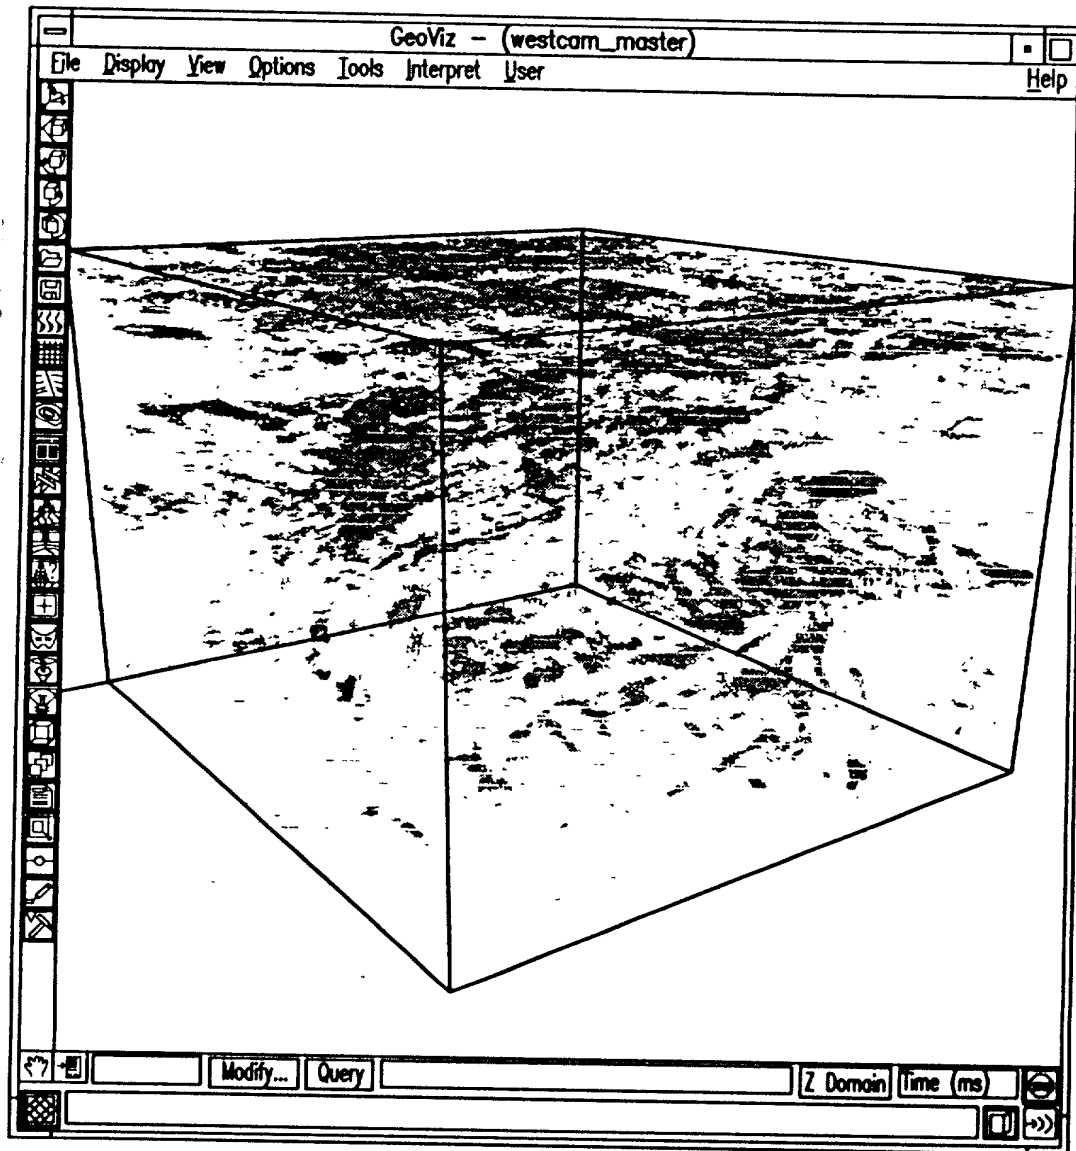 GeoViz - (westcam_master)
File Display View Options Tools Interpret User Help
Modify... Query Z Domain Time (ms)